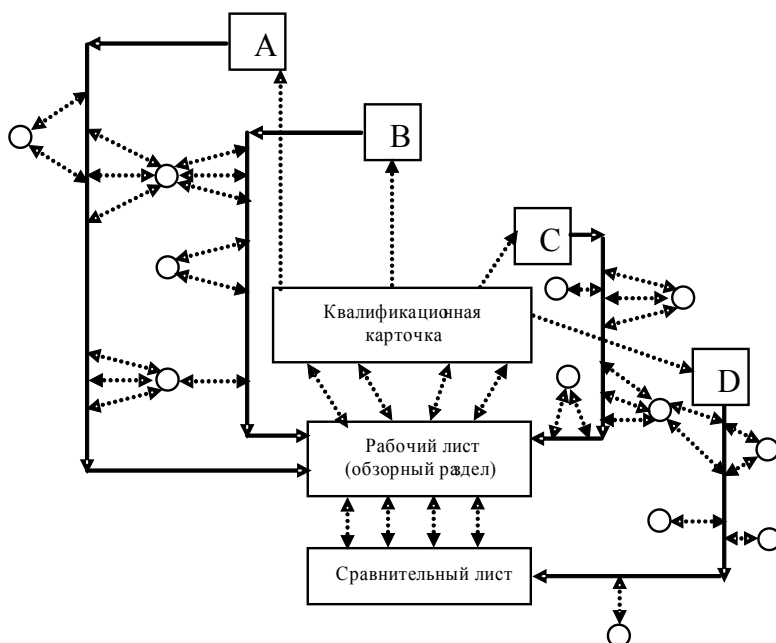 A
B
C
Квалификационная
карточка
D
Рабочий лист
(обзорный раздел)
Сравнительный лист